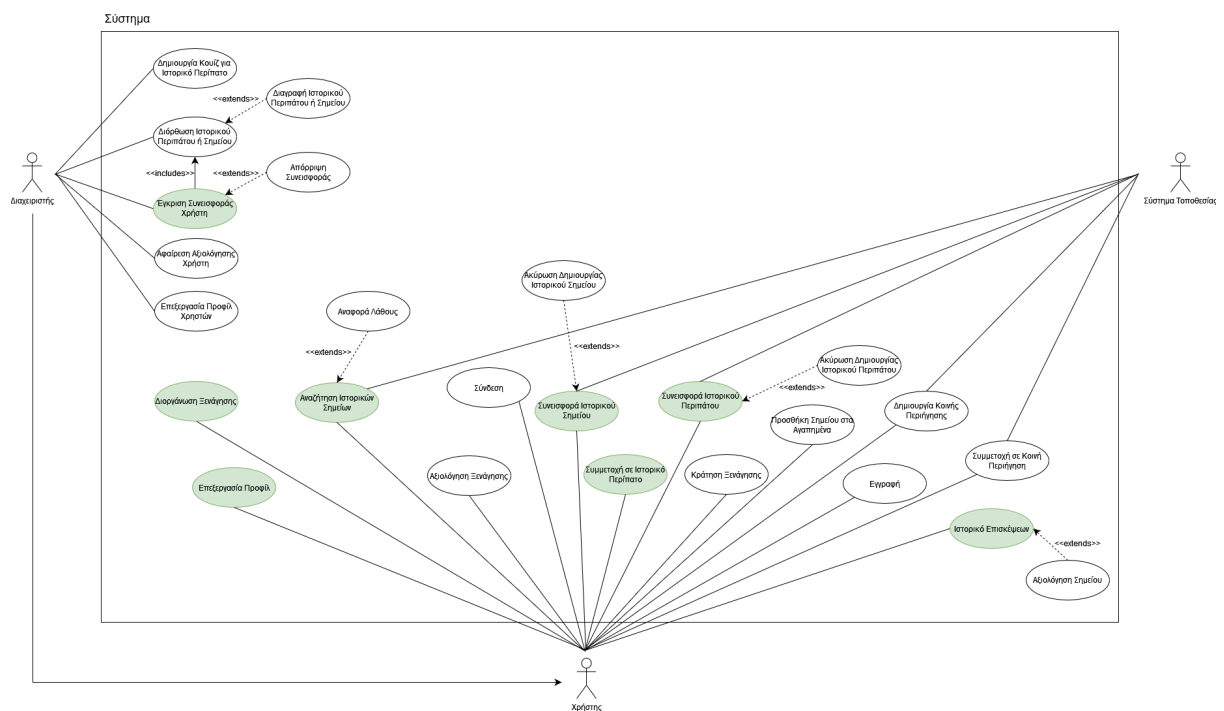 Σύστημα
Δημιουργία Κουίζ για
Ιστορικό Περίπατο
<<extends>>
Διαγραφή Ιστορικού
Περιπάτου ή Σημείου
Διόρθωση Ιστορικού
Περιπάτου ή Σημείου
<<includes>>
<<extends>>
Απόρριψη
Συνεισφοράς
Έγκριση Συνεισφοράς
Χρήστη
Διαχειριστής
Σύστημα Τοποθεσίας
Αφαίρεση Αξιολόγησης
Χρήστη
Επεξεργασία Προφίλ
Χρηστών
Αναφορά Λάθους
<<extends>>
Ακύρωση Δημιουργίας
Ιστορικού Σημείου
<<extends>>
Ακύρωση Δημιουργίας
Ιστορικού Περιπάτου
<<extends>>
Διοργάνωση Ξενάγησης
Αναζήτηση Ιστορικών
Σημείων
Σύνδεση
Συνεισφορά Ιστορικού
Σημείου
Συνεισφορά Ιστορικού
Περιπάτου
Προσθήκη Σημείου στα
Αγαπημένα
Δημιουργία Κοινής
Περιήγησης
Συμμετοχή σε Κοινή
Περιήγηση
Επεξεργασία Προφίλ
Αξιολόγηση Ξενάγησης
Συμμετοχή σε Ιστορικό
Περίπατο
Κράτηση Ξενάγησης
Εγγραφή
Ιστορικό Επισκέψεων
<<extends>>
Αξιολόγηση Σημείου
Χρήστης